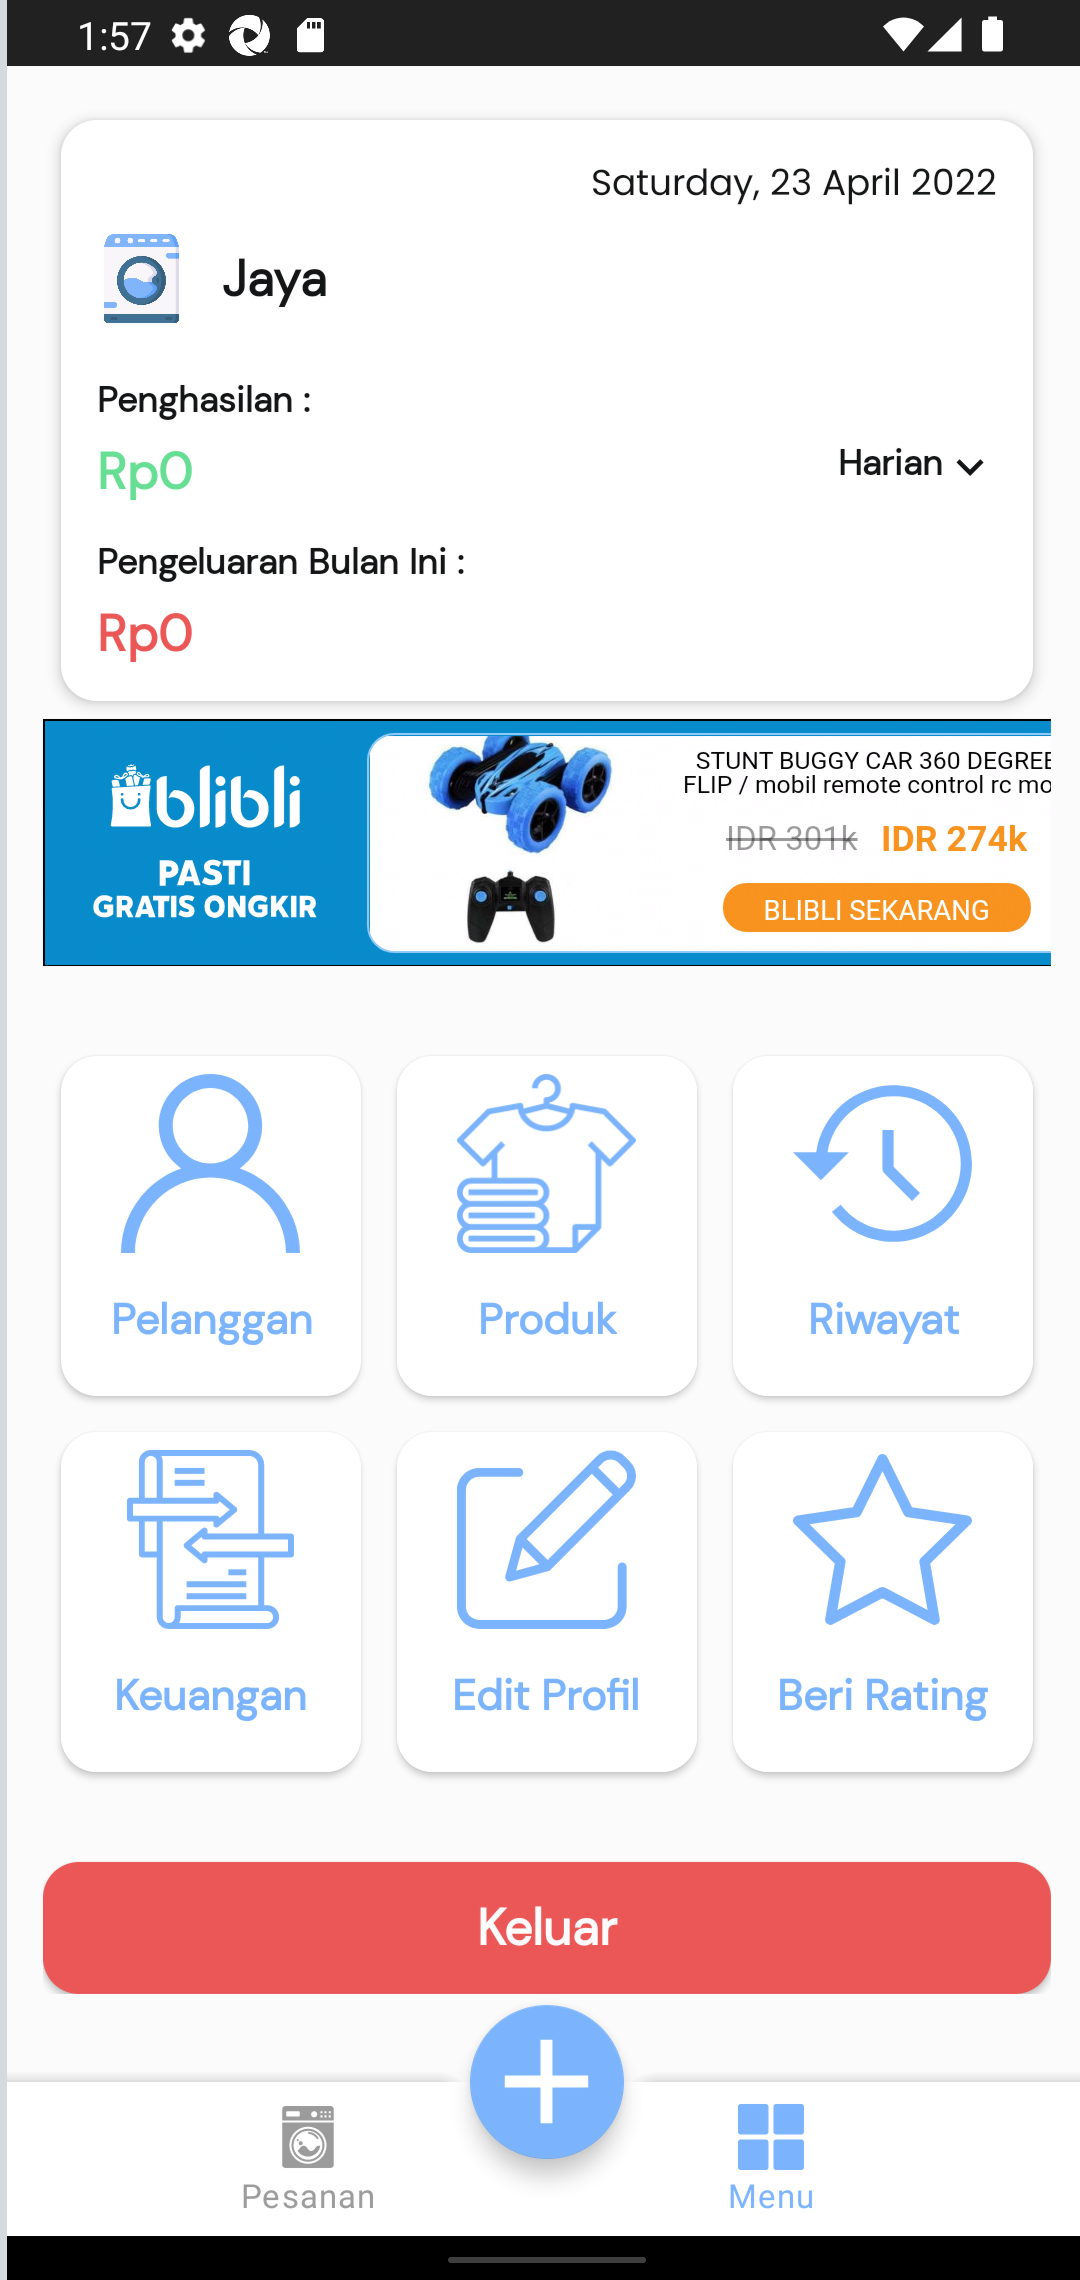 1:57
Saturday, 23 April 2022
Jaya
Penghasilan :
Rp0
Harian
Pengeluaran Bulan Ini :
Rp0
blibli
PASTI
GRATIS ONGKIR
STUNT BUGGY CAR 360 DEGREE
FLIP / mobil remote control rc mo
IDR 301k IDR 274k
BLIBLI SEKARANG
Pelanggan
Produk
Riwayat
Keuangan
Edit Profil
Beri Rating
Keluar
Pesanan
Menu